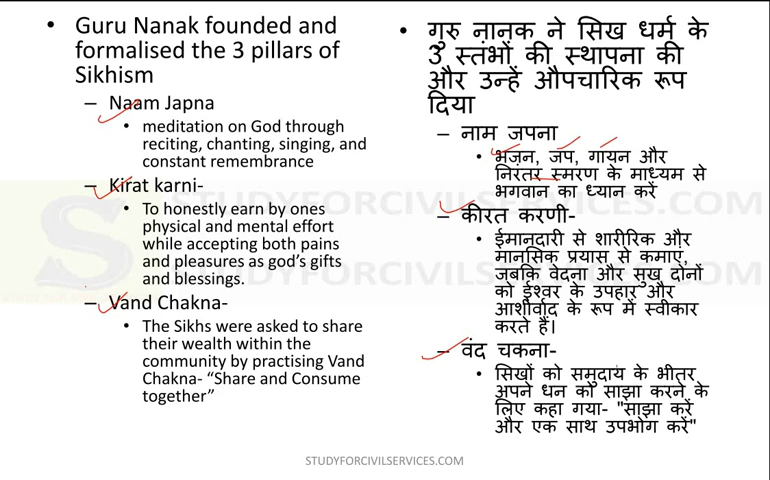 • Guru Nanak founded and
formalised the 3 pillars of
Sikhism
– Naam Japna
• meditation on God through
reciting, chanting, singing, and
constant remembrance
– Kirat karni-
• To honestly earn by ones
physical and mental effort
while accepting both pains
and pleasures as god's gifts
and blessings.
– Vand Chakna-
• The Sikhs were asked to share
their wealth within the
community by practising Vand
Chakna- “Share and Consume
together”
• गुरु नानक ने सिख धर्म के
3 स्तंभों की स्थापना की
और उन्हें औपचारिक रूप
दिया
– नाम जपना
• भजन, जप, गायन और
निरंतर स्मरण के माध्यम से
भगवान का ध्यान करें
– कीरत करणी-
• ईमानदारी से शारीरिक और
मानसिक प्रयास से कमाएं,
जबकि वेदना और सुख दोनों
को ईश्वर के उपहार और
आशीर्वाद के रूप में स्वीकार
करते हैं।
– वंद चकना-
• सिखों को समुदाय के भीतर
अपने धन को साझा करने के
लिए कहा गया- "साझा करें
और एक साथ उपभोग करें"
STUDYFORCIVILSERVICES.COM
STUDYFORCIVILSERVICES.COM